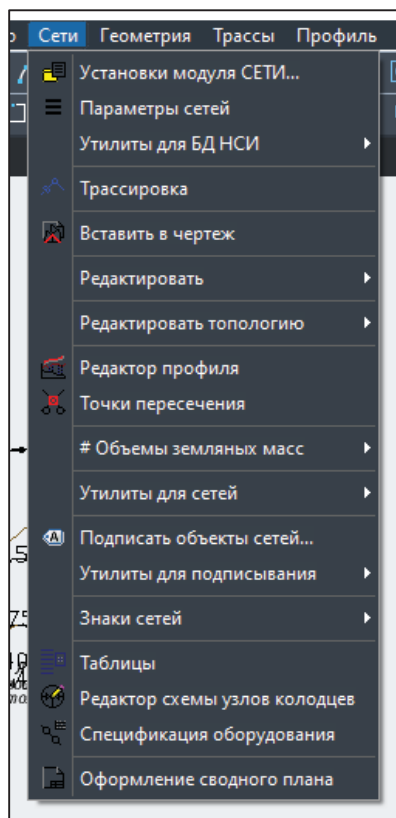 Сети Геометрия Трассы Профиль
Установки модуля СЕТИ...
Параметры сетей
Утилиты для БД НСИ
Трассировка
Вставить в чертеж
Редактировать
Редактировать топологию
Редактор профиля
Точки пересечения
# Объемы земляных масс
Утилиты для сетей
Подписать объекты сетей...
Утилиты для подписывания
Знаки сетей
Таблицы
Редактор схемы узлов колодцев
Спецификация оборудования
Оформление сводного плана